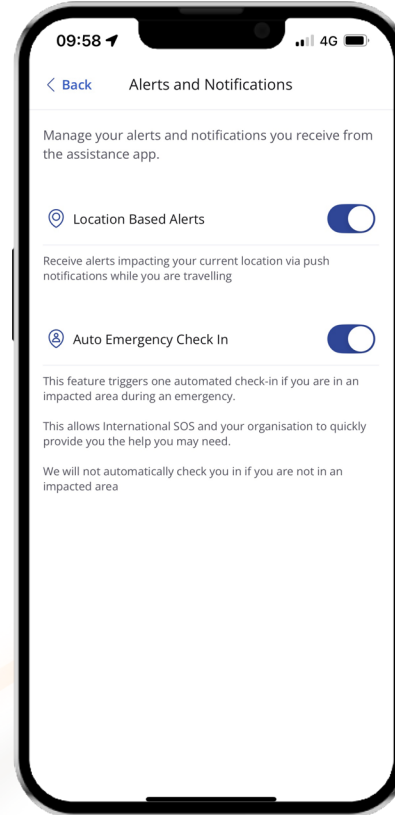 09:58
4G
Back
Alerts and Notifications
Manage your alerts and notifications you receive from
the assistance app.
Location Based Alerts
Receive alerts impacting your current location via push
notifications while you are travelling
Auto Emergency Check In
This feature triggers one automated check-in if you are in an
impacted area during an emergency.
This allows International SOS and your organisation to quickly
provide you the help you may need.
We will not automatically check you in if you are not in an
impacted area